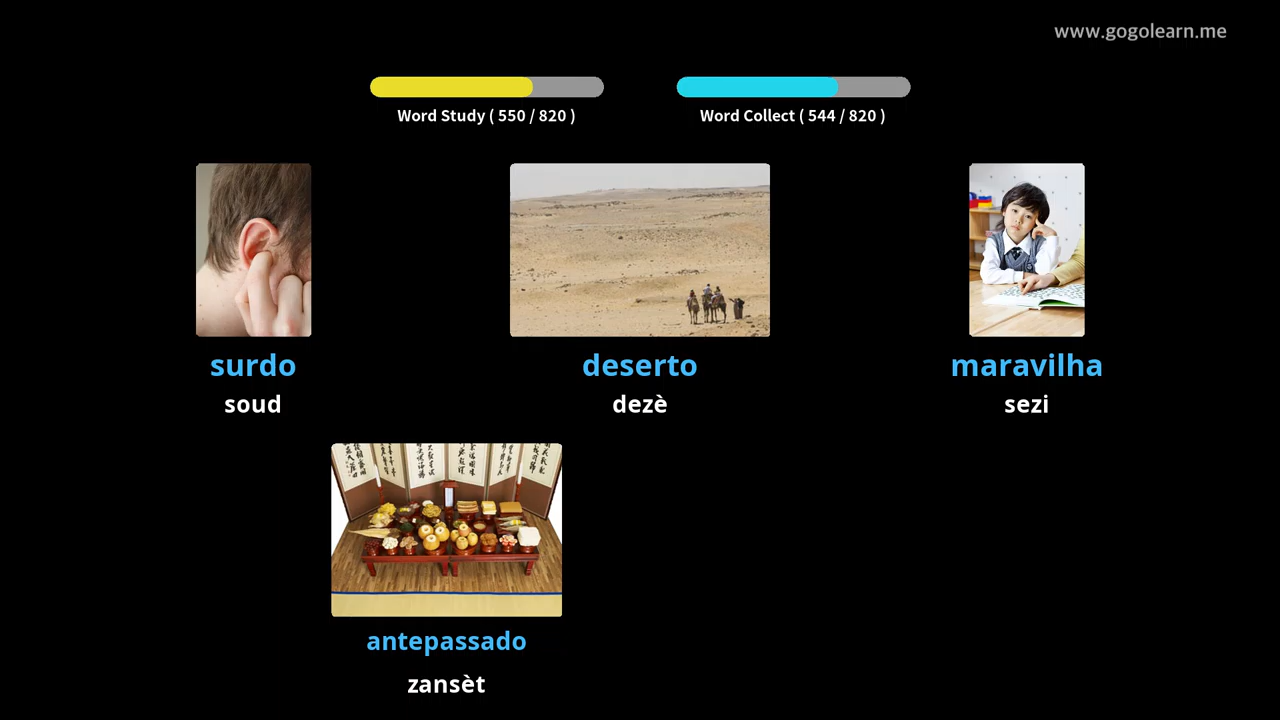 www.gogolearn.me
Word Study ( 550 / 820 )
Word Collect ( 544 / 820 )
surdo
deserto
maravilha
soud
dezè
sezi
antepassado
zansèt